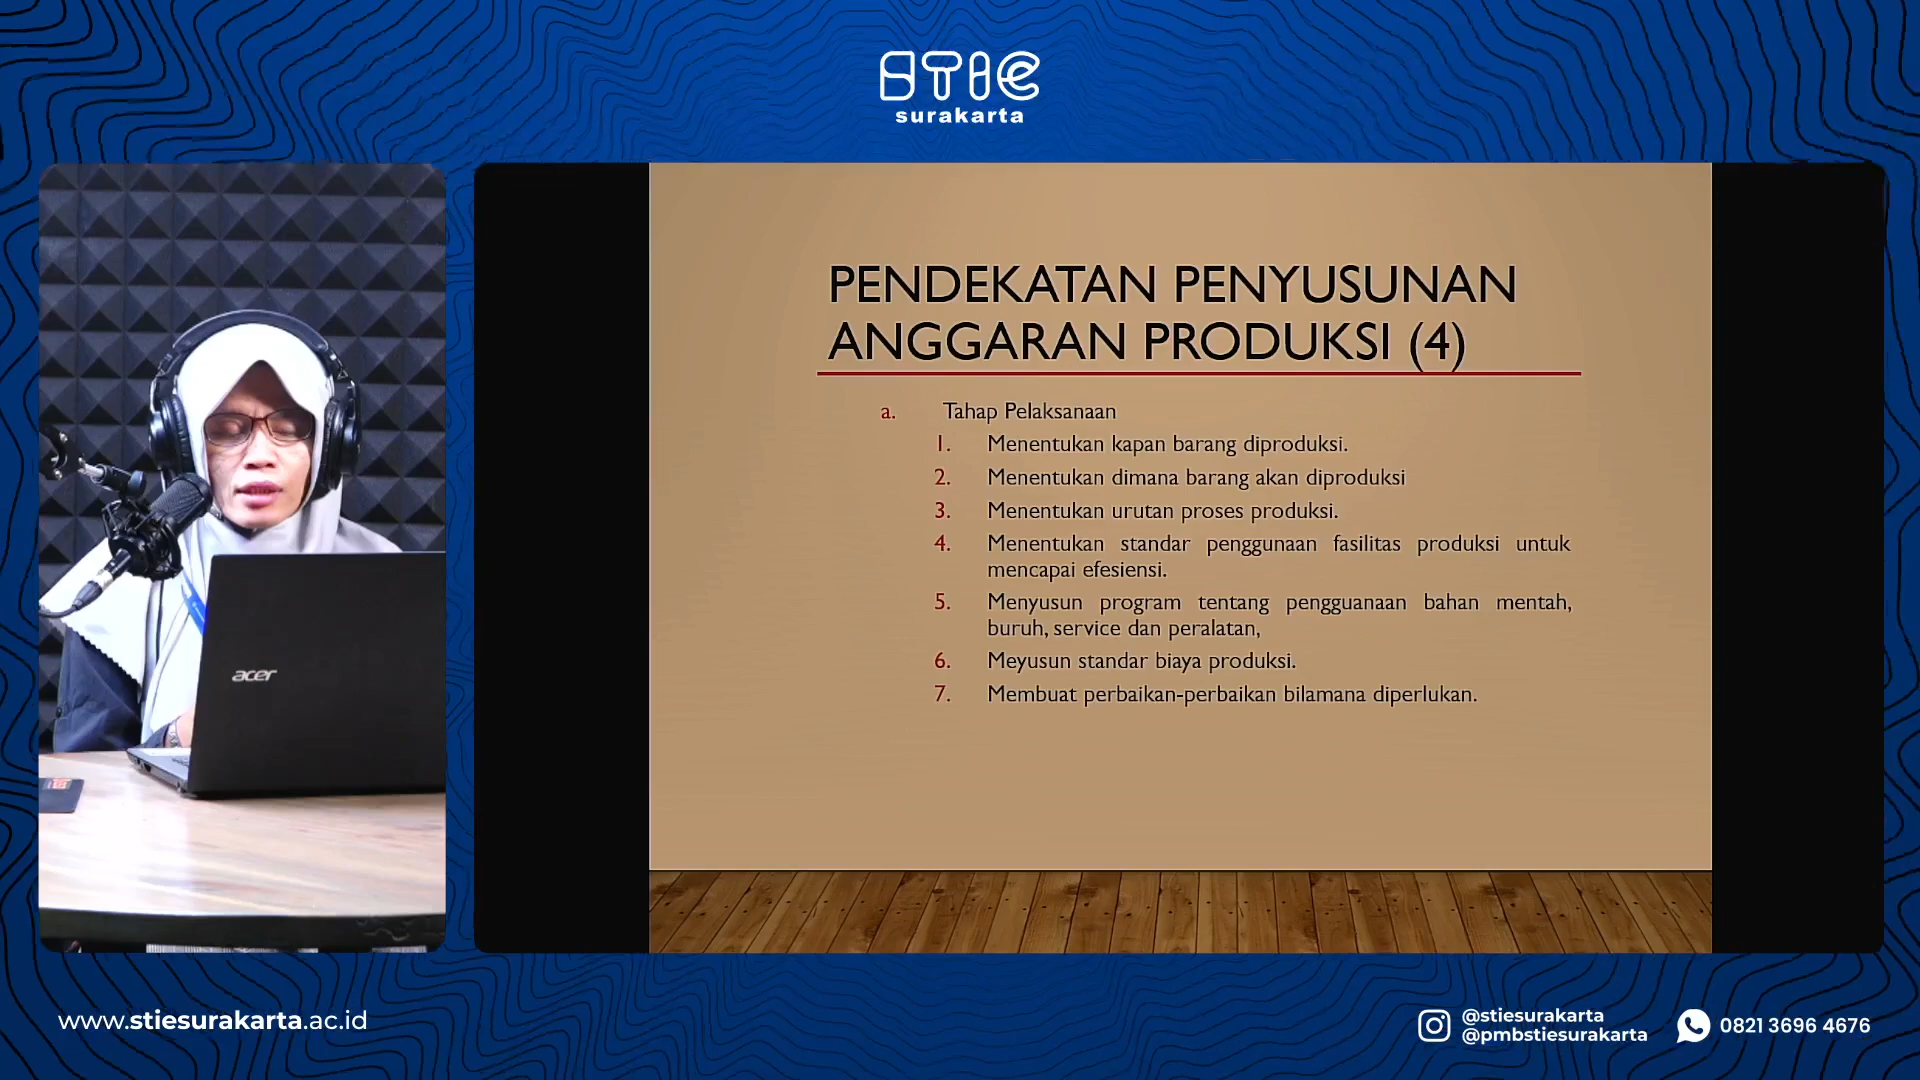 STIE
surakarta
PENDEKATAN PENYUSUNAN
ANGGARAN PRODUKSI (4)
a. Tahap Pelaksanaan
1. Menentukan kapan barang diproduksi.
2. Menentukan dimana barang akan diproduksi
3. Menentukan urutan proses produksi.
4. Menentukan standar penggunaan fasilitas produksi untuk
mencapai efesiensi.
5. Menyusun program tentang pengguanaan bahan mentah,
buruh, service dan peralatan,
6. Meyusun standar biaya produksi.
7. Membuat perbaikan-perbaikan bilamana diperlukan.
acer
www.stiesurakarta.ac.id
@stiesurakarta
@pmbstiesurakarta
0821 3696 4676